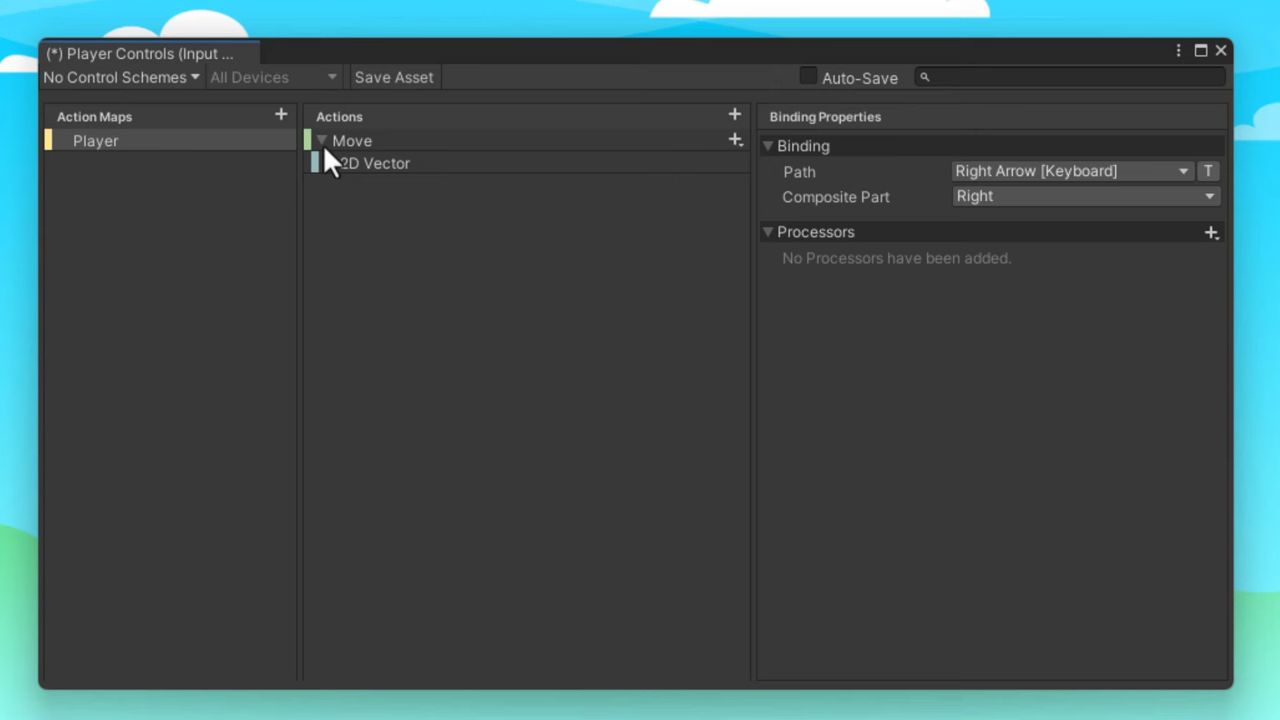 (*) Player Controls (Input ...
No Control Schemes All Devices Save Asset Auto-Save
Action Maps
Player
Actions
Move
2D Vector
Binding Properties
Binding
Path Right Arrow [Keyboard] T
Composite Part Right
Processors
No Processors have been added.